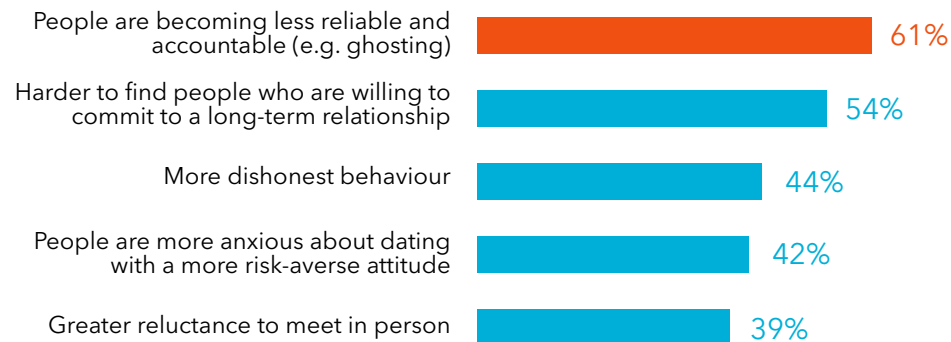 People are becoming less reliable and
accountable (e.g. ghosting)
61%
Harder to find people who are willing to
commit to a long-term relationship
54%
More dishonest behaviour
44%
People are more anxious about dating
with a more risk-averse attitude
42%
Greater reluctance to meet in person
39%